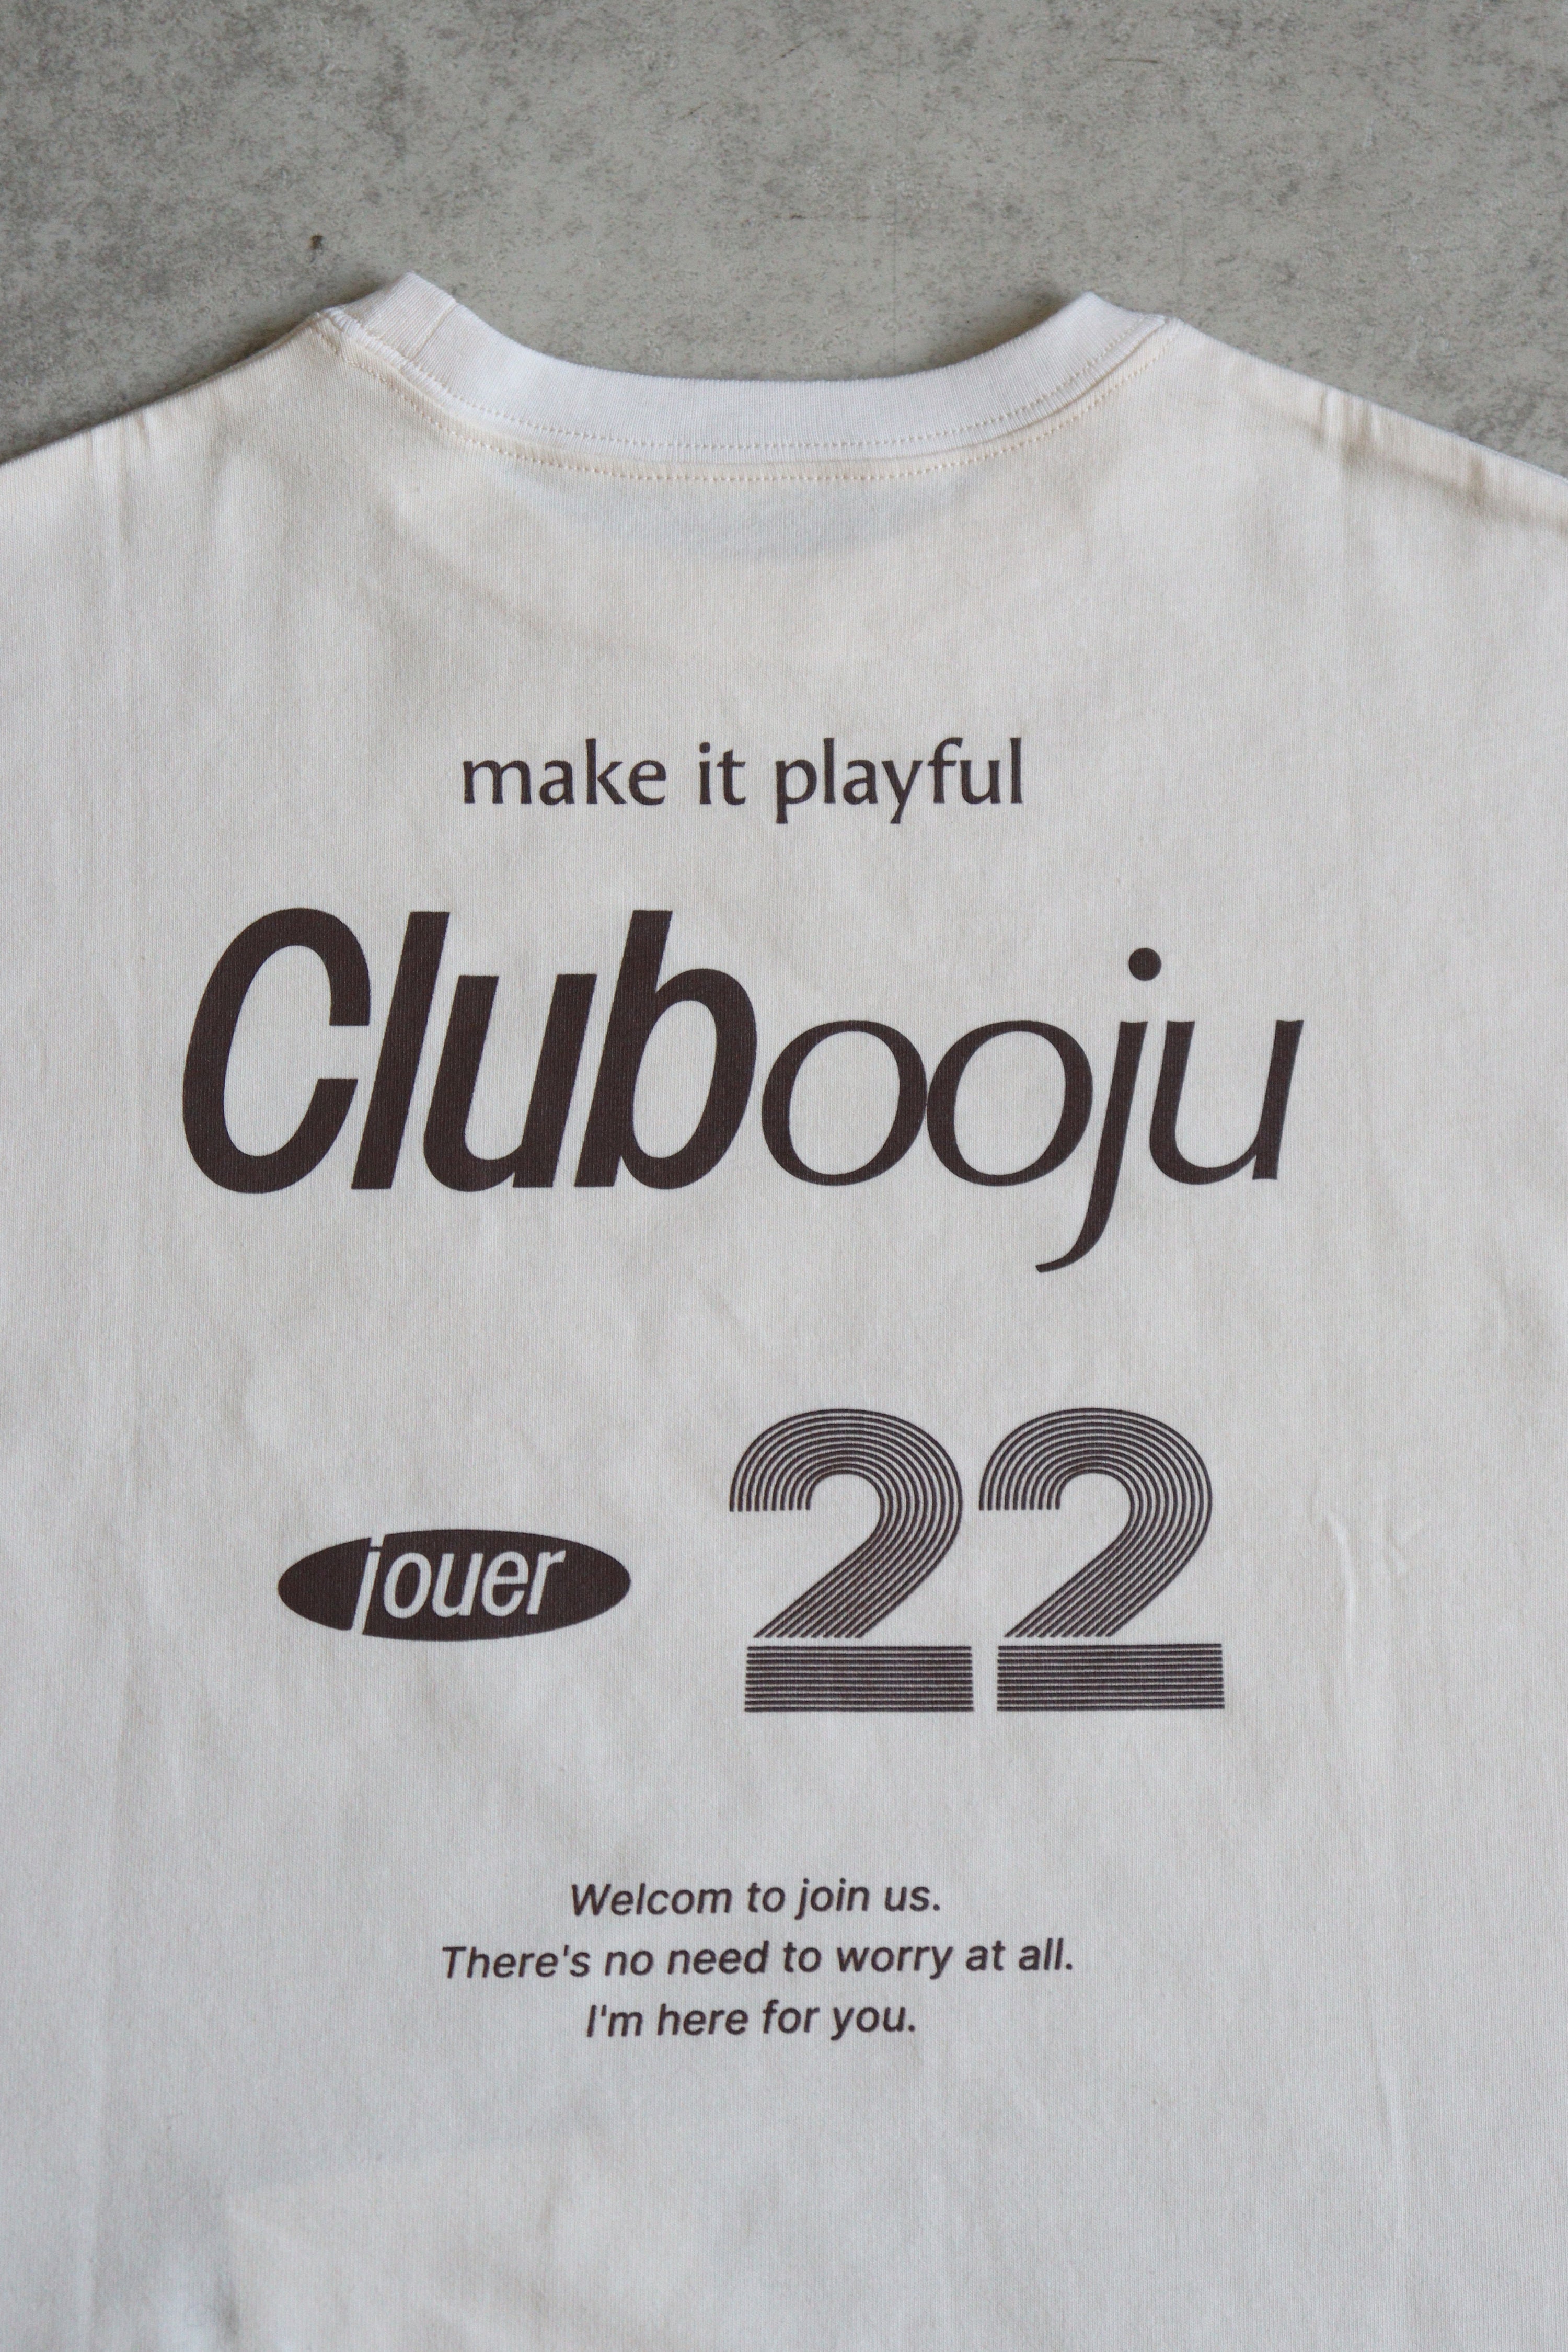 make it playful
Clubooju
jouer 22
Welcom to join us.
There's no need to worry at all.
I'm here for you.